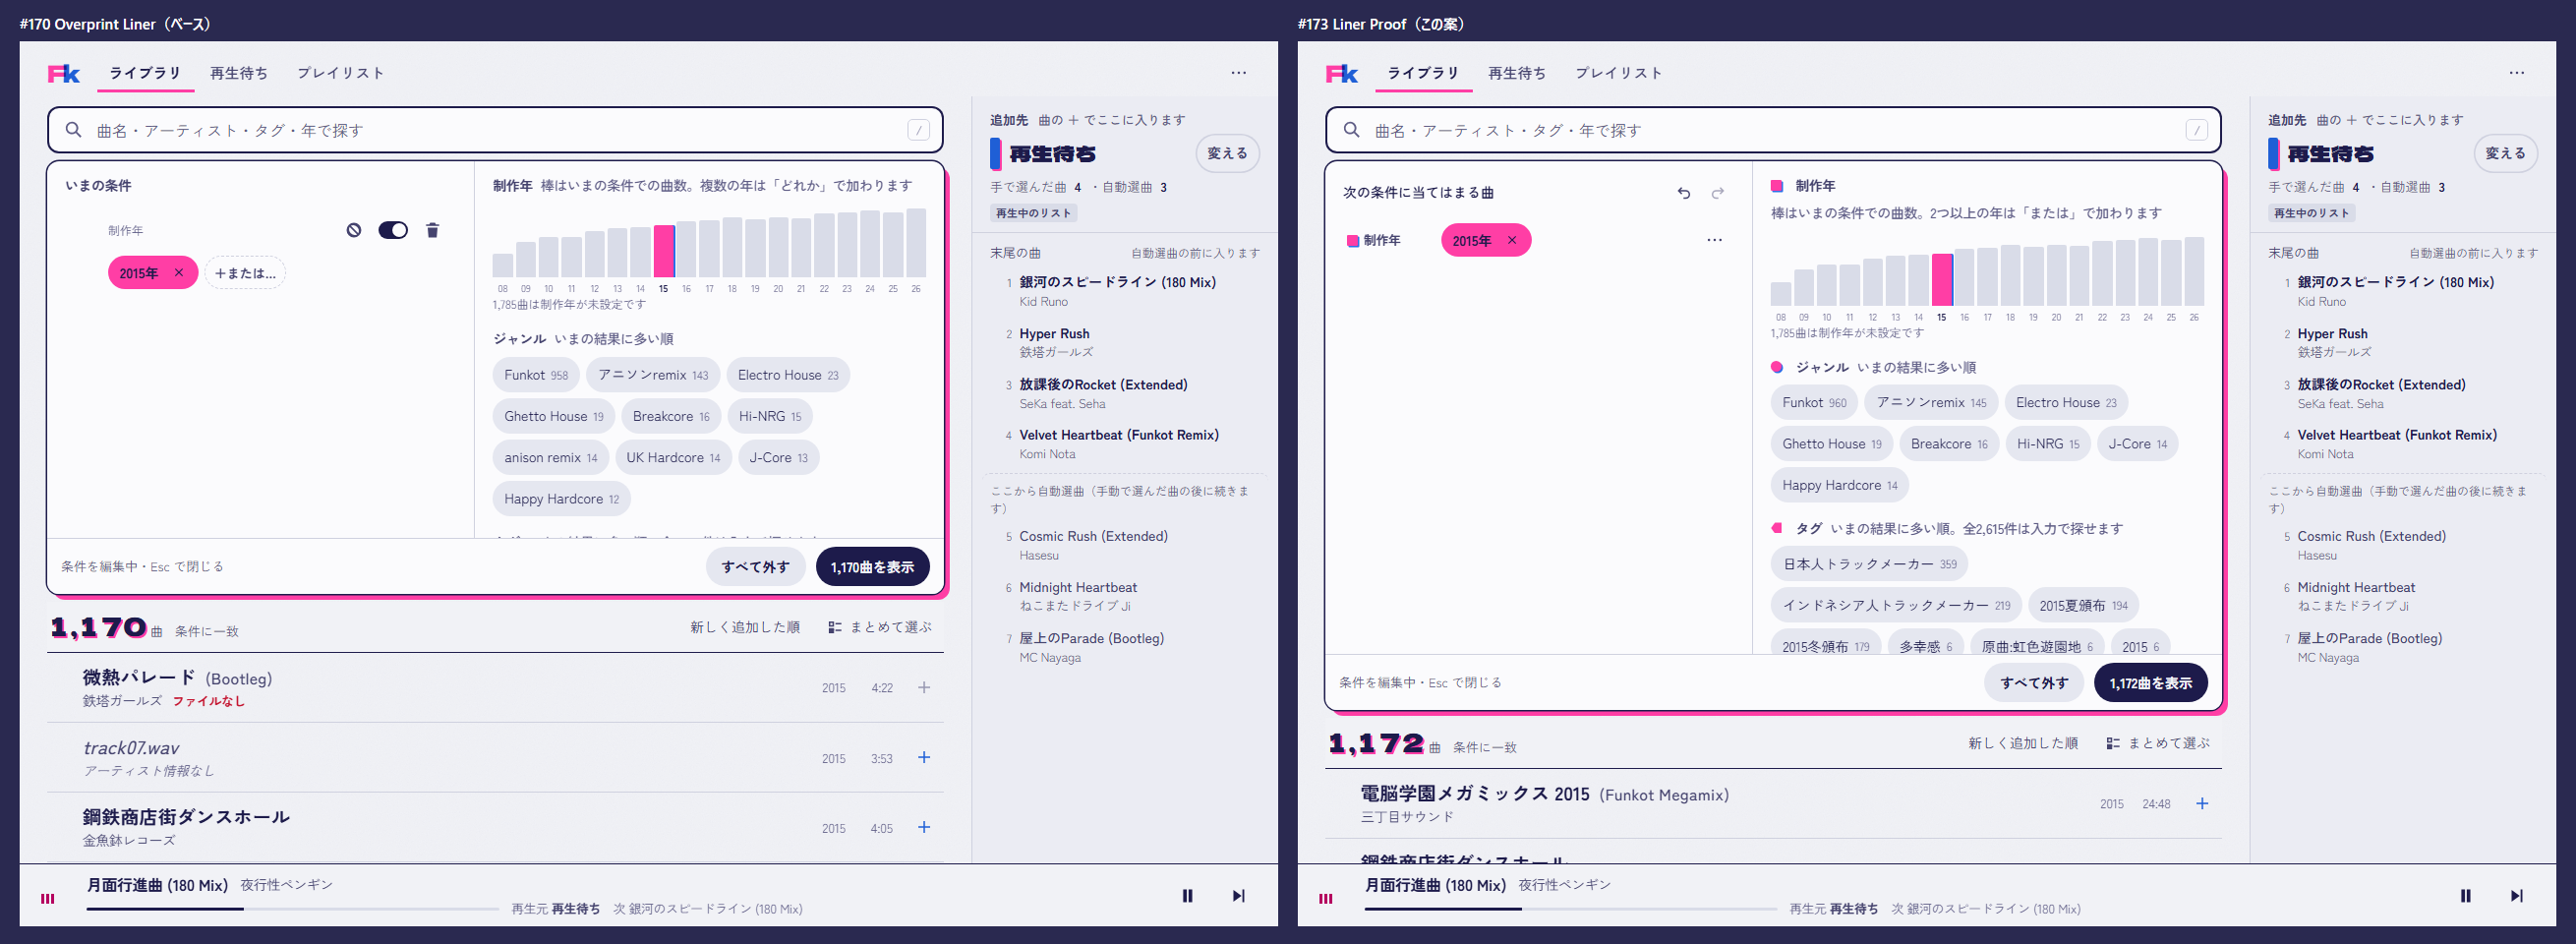 #170 Overprint Liner（ベース）
Fk ライブラリ 再生待ち プレイリスト …
曲名・アーティスト・タグ・年で探す /
いまの条件
制作年
2015年 × ＋または…
制作年 棒はいまの条件での曲数。複数の年は「どれか」で加わります
08 09 10 11 12 13 14 15 16 17 18 19 20 21 22 23 24 25 26
1,785曲は制作年が未設定です
ジャンル いまの結果に多い順
Funkot 958 アニソンremix 143 Electro House 23
Ghetto House 19 Breakcore 16 Hi-NRG 15
anison remix 14 UK Hardcore 14 J-Core 13
Happy Hardcore 12
条件を編集中・Esc で閉じる すべて外す 1,170曲を表示
1,170 曲 条件に一致 新しく追加した順 まとめて選ぶ
微熱パレード (Bootleg) 2015 4:22 ＋
鉄塔ガールズ ファイルなし
track07.wav 2015 3:53 ＋
アーティスト情報なし
鋼鉄商店街ダンスホール 2015 4:05 ＋
金魚鉢レコーズ
追加先 曲の ＋ でここに入ります
再生待ち 変える
手で選んだ曲 4 ・自動選曲 3
再生中のリスト
末尾の曲 自動選曲の前に入ります
1 銀河のスピードライン (180 Mix)
Kid Runo
2 Hyper Rush
鉄塔ガールズ
3 放課後のRocket (Extended)
SeKa feat. Seha
4 Velvet Heartbeat (Funkot Remix)
Komi Nota
ここから自動選曲（手動で選んだ曲の後に続きま
す）
5 Cosmic Rush (Extended)
Hasesu
6 Midnight Heartbeat
ねこまたドライブ Ji
7 屋上のParade (Bootleg)
MC Nayaga
月面行進曲 (180 Mix) 夜行性ペンギン
再生元 再生待ち 次 銀河のスピードライン (180 Mix)
#173 Liner Proof（この案）
Fk ライブラリ 再生待ち プレイリスト …
曲名・アーティスト・タグ・年で探す /
次の条件に当てはまる曲
制作年 2015年 × …
制作年
棒はいまの条件での曲数。2つ以上の年は「または」で加わります
08 09 10 11 12 13 14 15 16 17 18 19 20 21 22 23 24 25 26
1,785曲は制作年が未設定です
ジャンル いまの結果に多い順
Funkot 960 アニソンremix 145 Electro House 23
Ghetto House 19 Breakcore 16 Hi-NRG 15 J-Core 14
Happy Hardcore 14
タグ いまの結果に多い順。全2,615件は入力で探せます
日本人トラックメーカー 359
インドネシア人トラックメーカー 219 2015夏頒布 194
2015冬頒布 179 多幸感 6 原曲:虹色遊園地 6 2015 6
条件を編集中・Esc で閉じる すべて外す 1,172曲を表示
1,172 曲 条件に一致 新しく追加した順 まとめて選ぶ
電脳学園メガミックス 2015 (Funkot Megamix) 2015 24:48 ＋
三丁目サウンド
鋼鉄商店街ダンスホール
追加先 曲の ＋ でここに入ります
再生待ち 変える
手で選んだ曲 4 ・自動選曲 3
再生中のリスト
末尾の曲 自動選曲の前に入ります
1 銀河のスピードライン (180 Mix)
Kid Runo
2 Hyper Rush
鉄塔ガールズ
3 放課後のRocket (Extended)
SeKa feat. Seha
4 Velvet Heartbeat (Funkot Remix)
Komi Nota
ここから自動選曲（手動で選んだ曲の後に続きま
す）
5 Cosmic Rush (Extended)
Hasesu
6 Midnight Heartbeat
ねこまたドライブ Ji
7 屋上のParade (Bootleg)
MC Nayaga
月面行進曲 (180 Mix) 夜行性ペンギン
再生元 再生待ち 次 銀河のスピードライン (180 Mix)